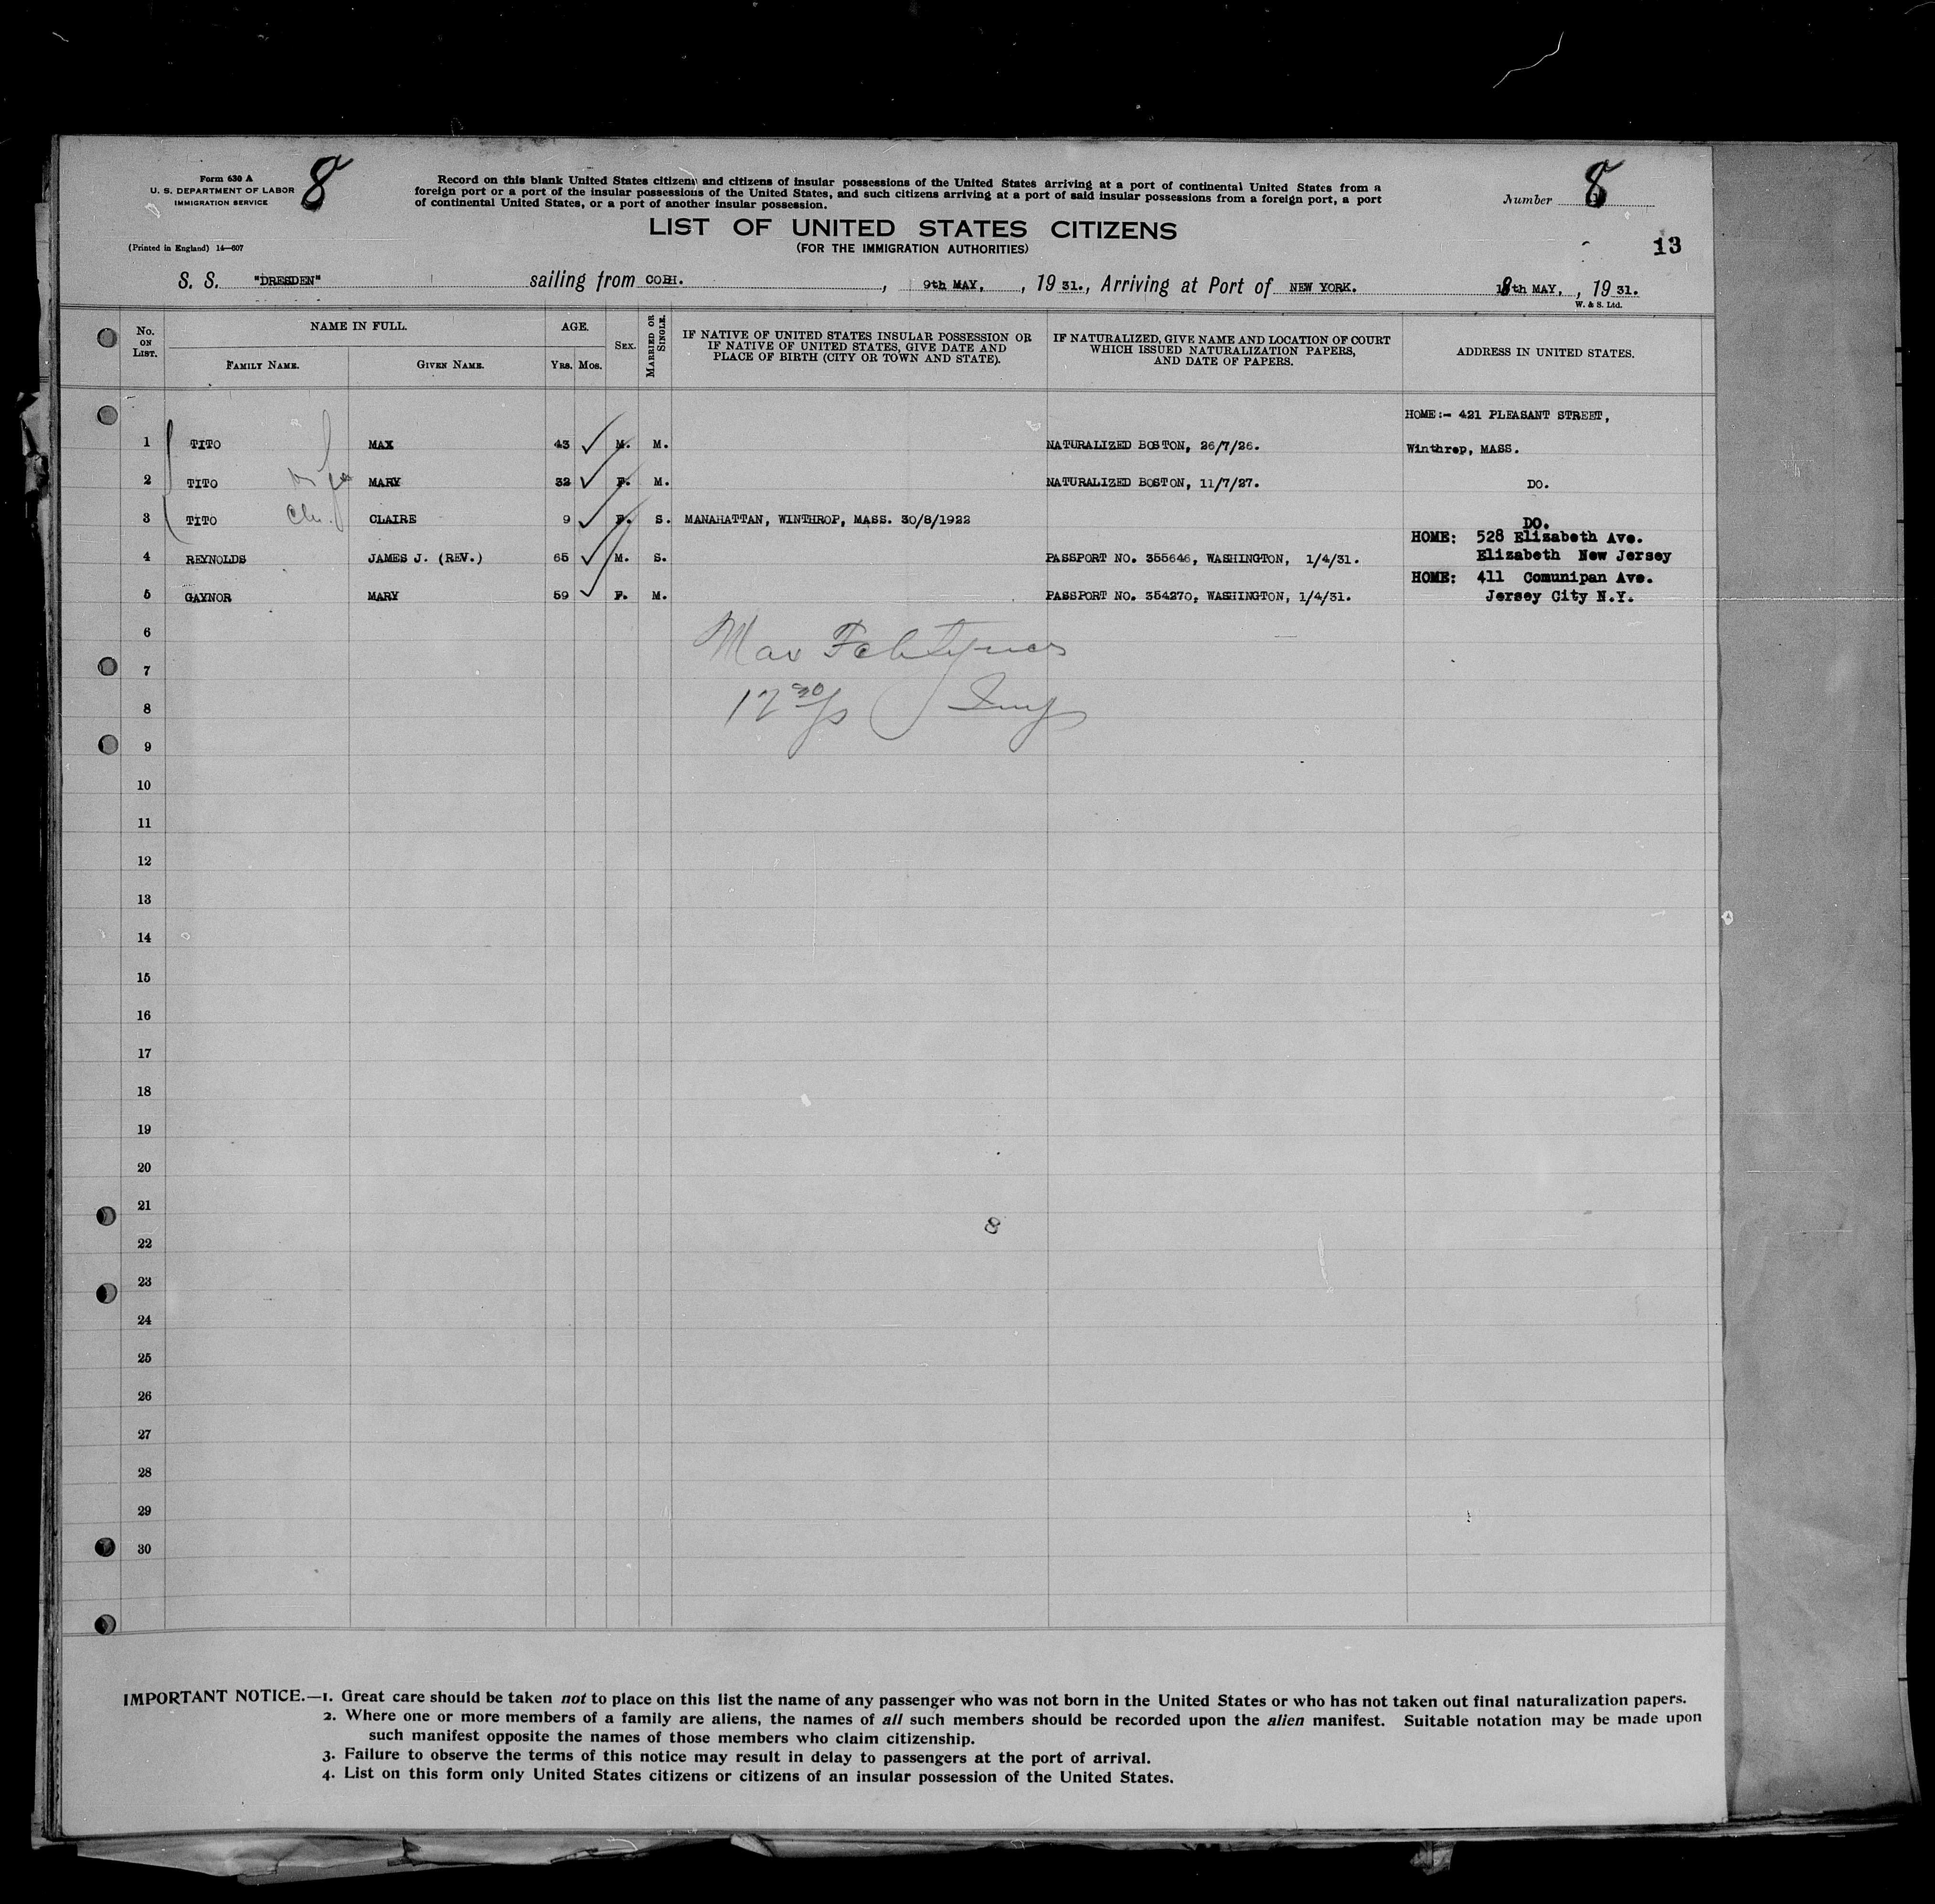 Form 630 A
U. S. DEPARTMENT OF LABOR
IMMIGRATION SERVICE
8
(Printed in England) 14—607
Record on this blank United States citizens and citizens of insular possessions of the United States arriving at a port of continental United States from a
foreign port or a port of the insular possessions of the United States, and such citizens arriving at a port of said insular possessions from a foreign port, a port
of continental United States, or a port of another insular possession.
Number 8
LIST OF UNITED STATES CITIZENS
(FOR THE IMMIGRATION AUTHORITIES)
13
S. S. "DRESDEN" sailing from COBH. , 9th MAY, , 19 31., Arriving at Port of NEW YORK. 18th MAY, , 19 31.
W. & S. Ltd.
No. ON LIST.
NAME IN FULL.
FAMILY NAME.
GIVEN NAME.
AGE.
YRS. MOS.
SEX.
MARRIED OR SINGLE.
IF NATIVE OF UNITED STATES INSULAR POSSESSION OR
IF NATIVE OF UNITED STATES, GIVE DATE AND
PLACE OF BIRTH (CITY OR TOWN AND STATE).
IF NATURALIZED, GIVE NAME AND LOCATION OF COURT
WHICH ISSUED NATURALIZATION PAPERS,
AND DATE OF PAPERS.
ADDRESS IN UNITED STATES.
HOME:- 421 PLEASANT STREET,
1 TITO MAX 43 M. M. NATURALIZED BOSTON, 26/7/26. Winthrop, MASS.
2 TITO MARY 32 F. M. NATURALIZED BOSTON, 11/7/27. DO.
3 TITO Ch. CLAIRE 9 F. S. MANAHATTAN, WINTHROP, MASS. 30/8/1922 DO.
HOME: 528 Elizabeth Ave.
4 REYNOLDS JAMES J. (REV.) 65 M. S. PASSPORT NO. 355646, WASHINGTON, 1/4/31. Elizabeth New Jersey
HOME: 411 Comunipan Ave.
5 GAYNOR MARY 59 F. M. PASSPORT NO. 354270, WASHINGTON, 1/4/31. Jersey City N.Y.
6
Max
7
12 30/p Insp
8
9
10
11
12
13
14
15
16
17
18
19
20
21
8
22
23
24
25
26
27
28
29
30
IMPORTANT NOTICE.—1. Great care should be taken not to place on this list the name of any passenger who was not born in the United States or who has not taken out final naturalization papers.
2. Where one or more members of a family are aliens, the names of all such members should be recorded upon the alien manifest. Suitable notation may be made upon
such manifest opposite the names of those members who claim citizenship.
3. Failure to observe the terms of this notice may result in delay to passengers at the port of arrival.
4. List on this form only United States citizens or citizens of an insular possession of the United States.